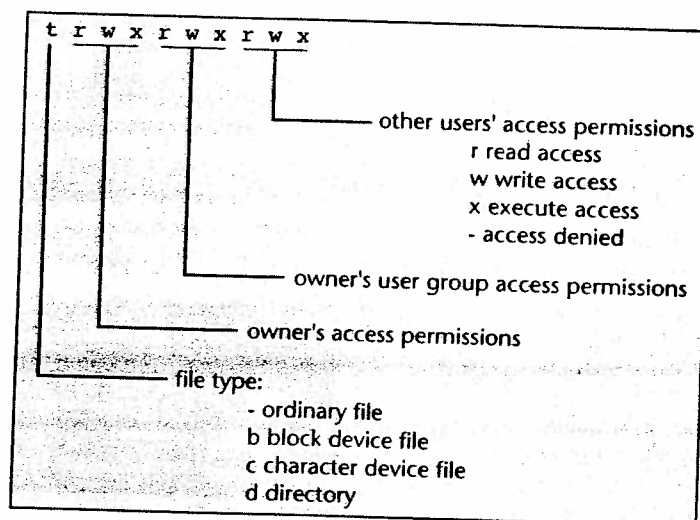 t r w x r w x r w x
other users' access permissions
r read access
w write access
x execute access
- access denied
owner's user group access permissions
owner's access permissions
file type:
- ordinary file
b block device file
c character device file
d directory